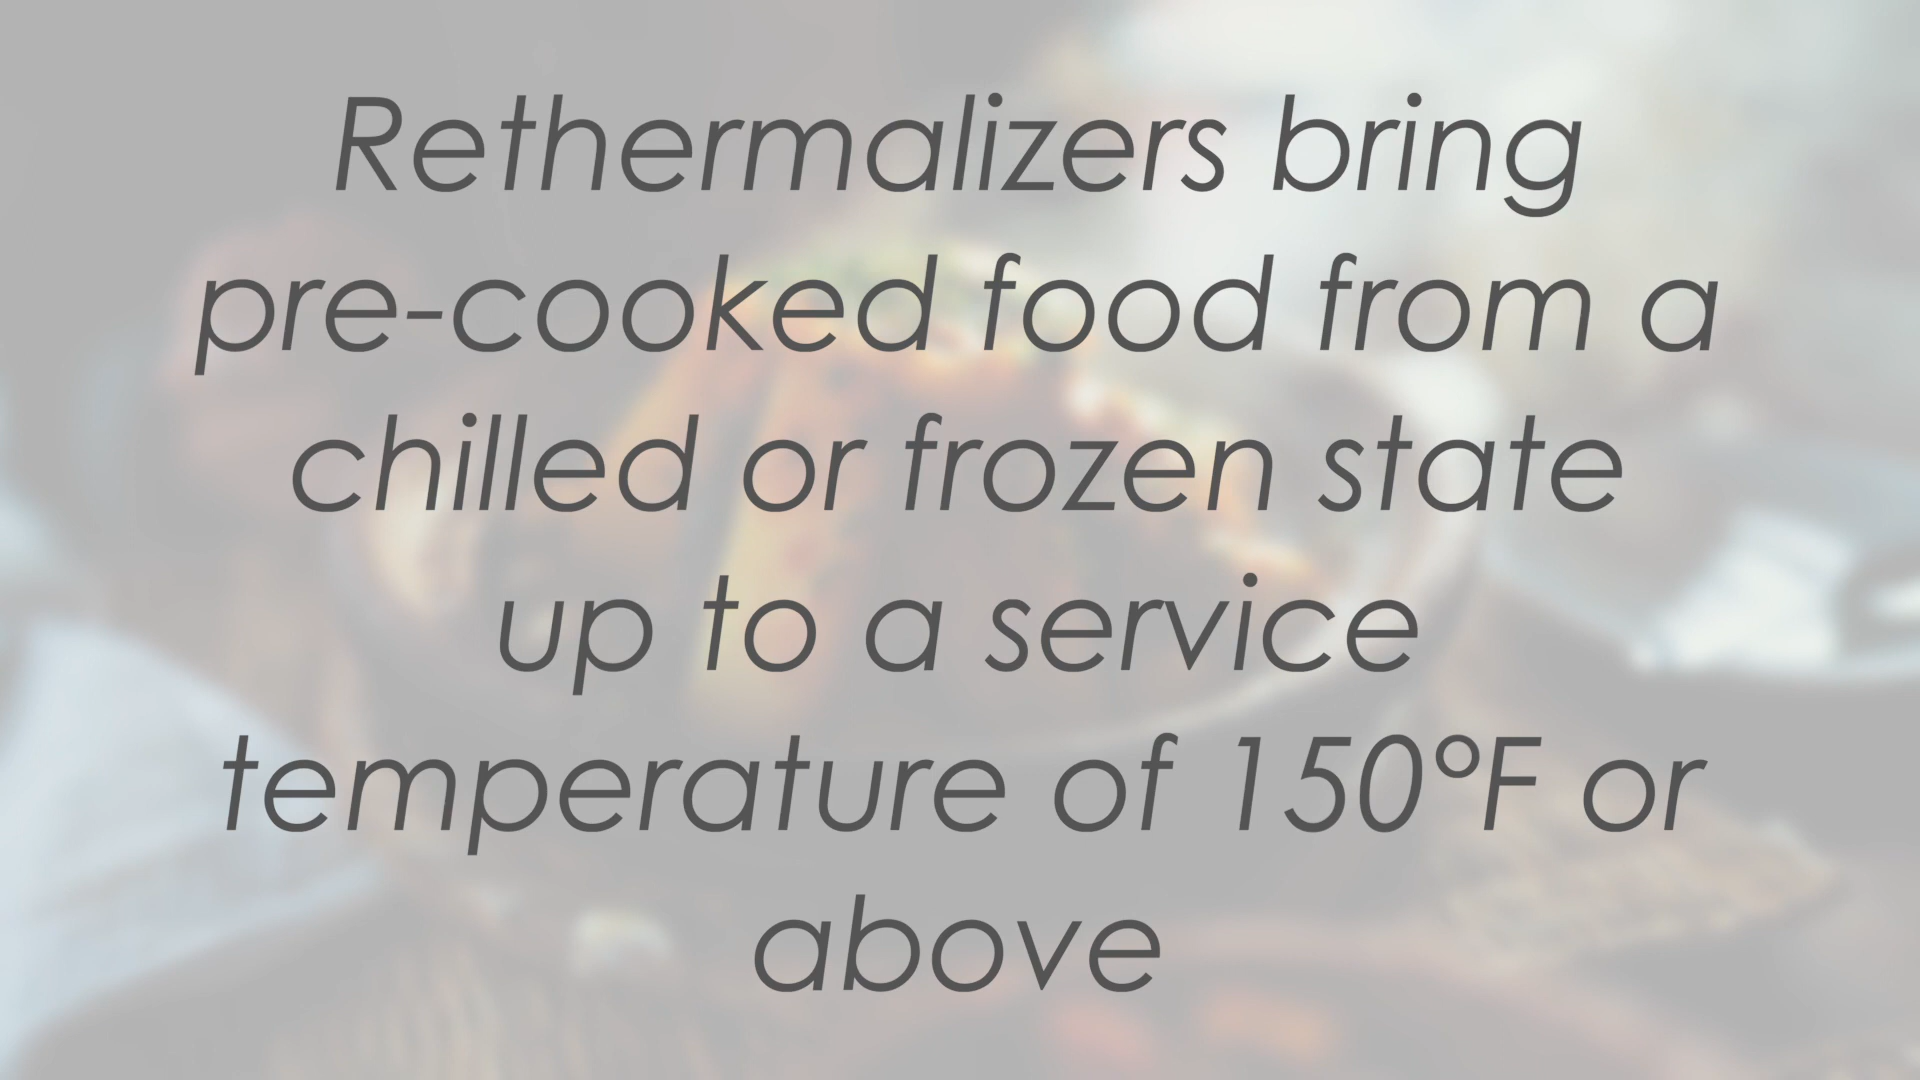 Rethermalizers bring
pre-cooked food from a
chilled or frozen state
up to a service
temperature of 150°F or
above